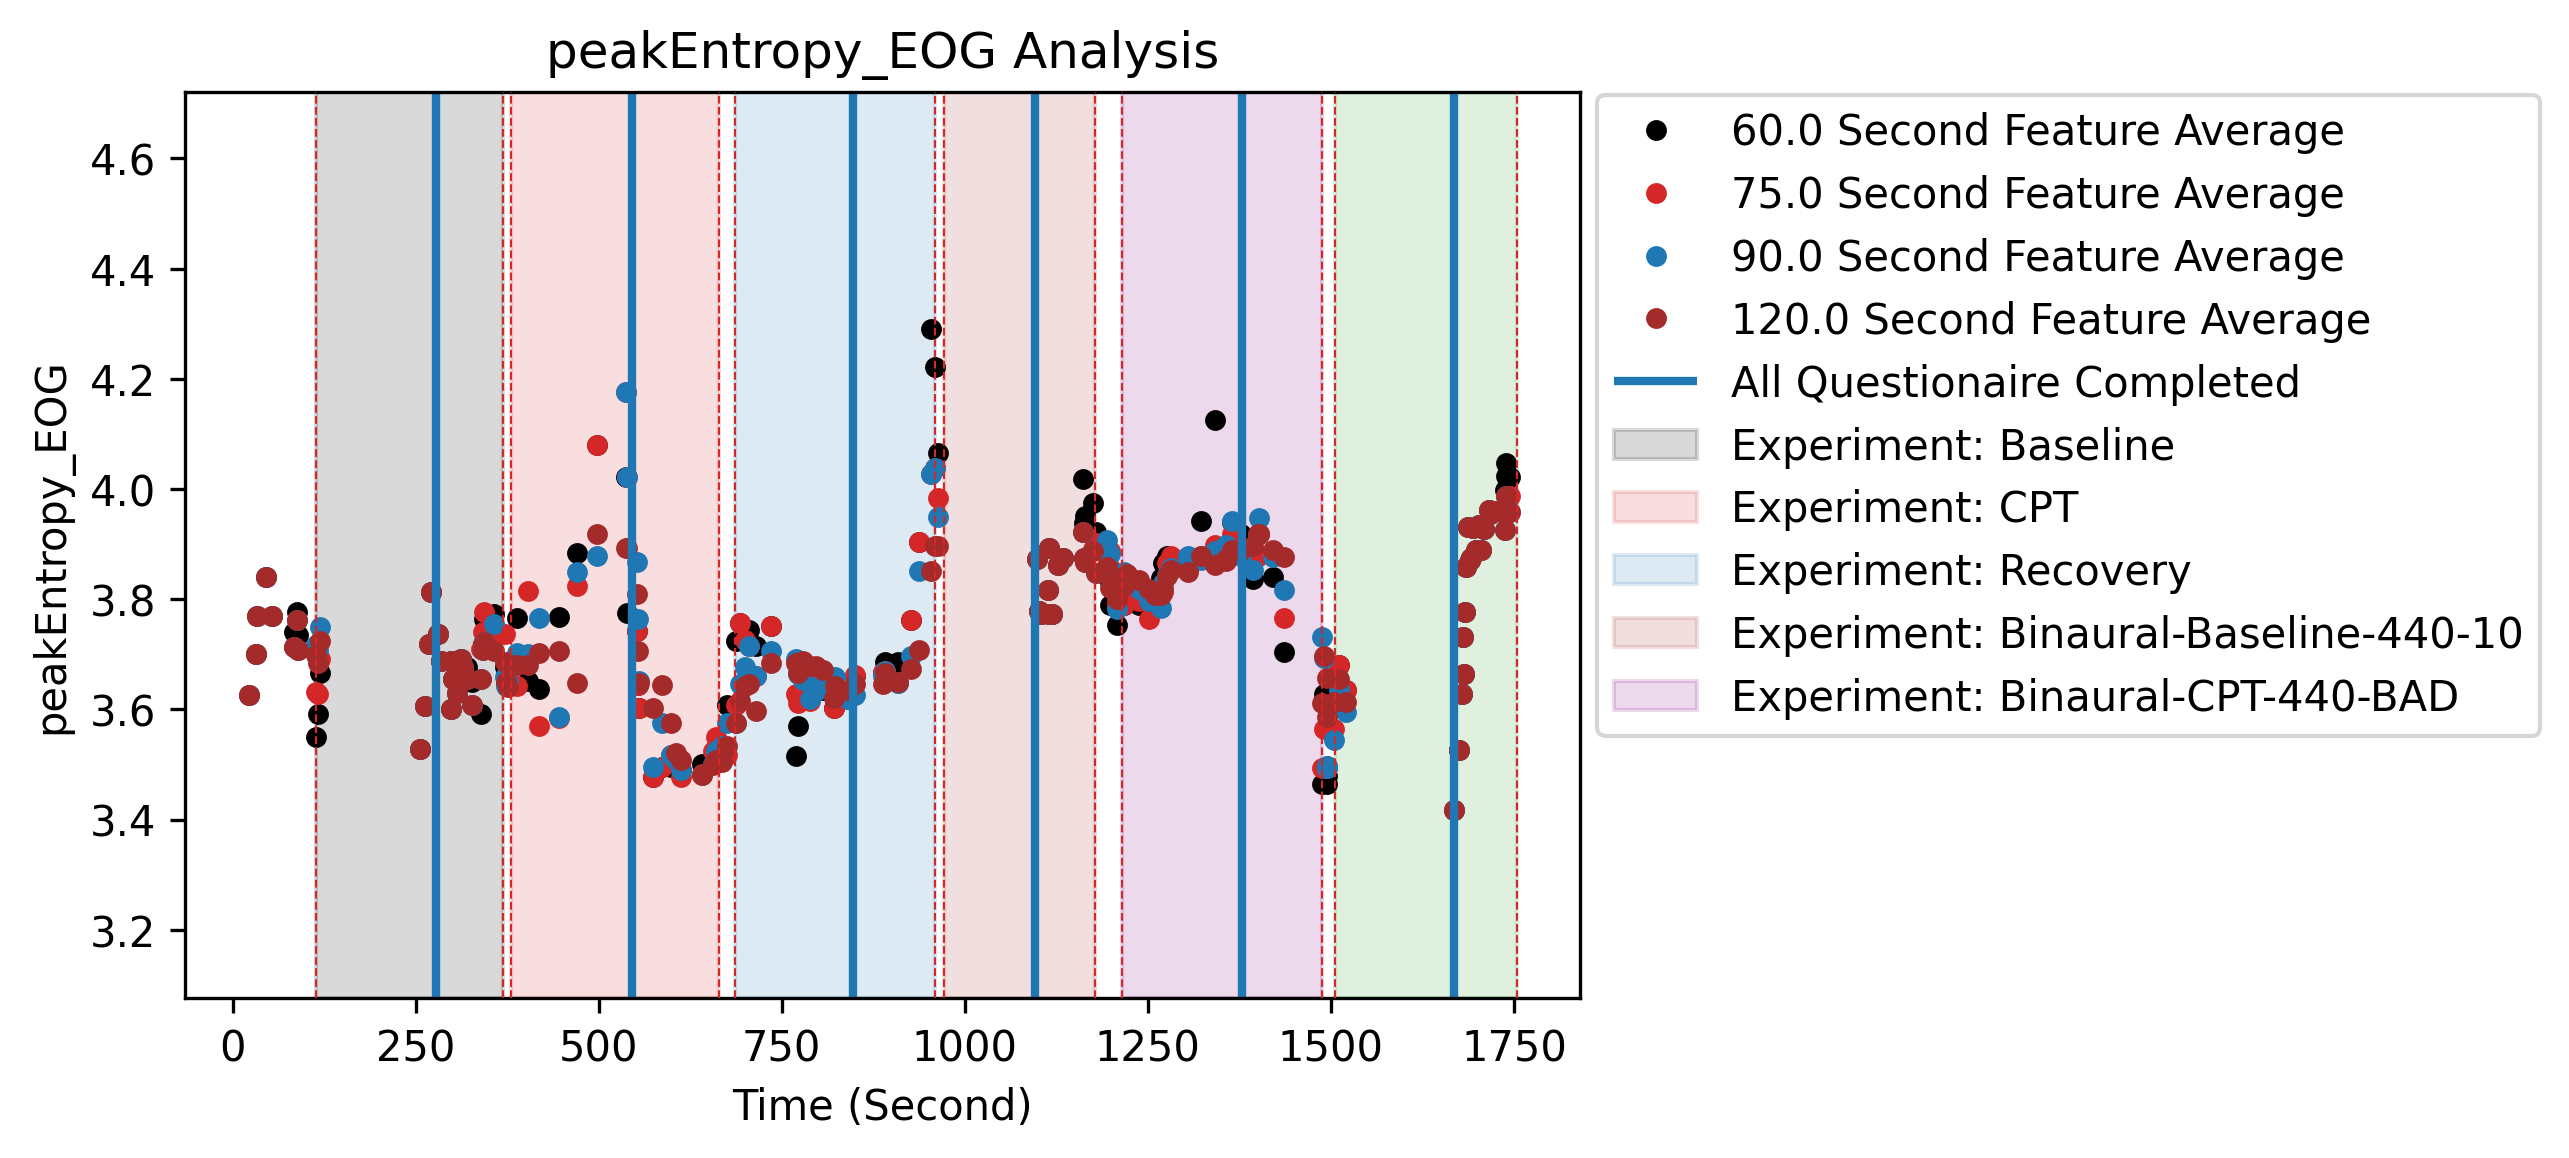 peakEntropy_EOG Analysis
peakEntropy_EOG
4.6
4.4
4.2
4.0
3.8
3.6
3.4
3.2
0 250 500 750 1000 1250 1500 1750
Time (Second)
60.0 Second Feature Average
75.0 Second Feature Average
90.0 Second Feature Average
120.0 Second Feature Average
All Questionaire Completed
Experiment: Baseline
Experiment: CPT
Experiment: Recovery
Experiment: Binaural-Baseline-440-10
Experiment: Binaural-CPT-440-BAD